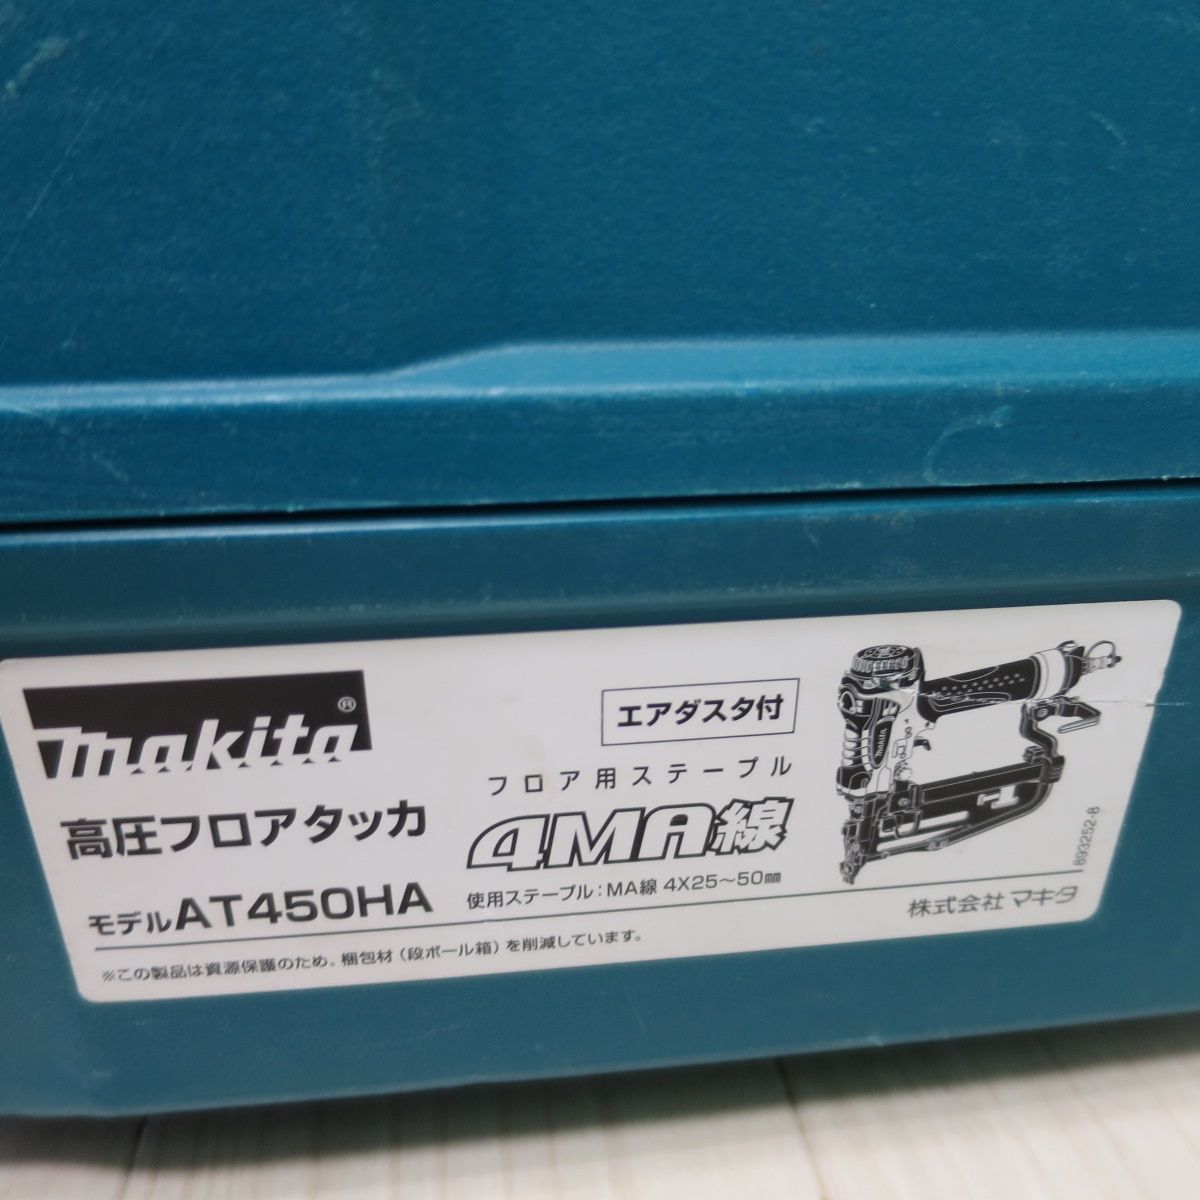 makita®
高圧フロアタッカ
モデルAT450HA
エアダスタ付
フロア用ステープル
4MA線
使用ステープル：MA線 4X25～50㎜
makita
893252-8
株式会社 マキタ
※この製品は資源保護のため、梱包材（段ボール箱）を削減しています。